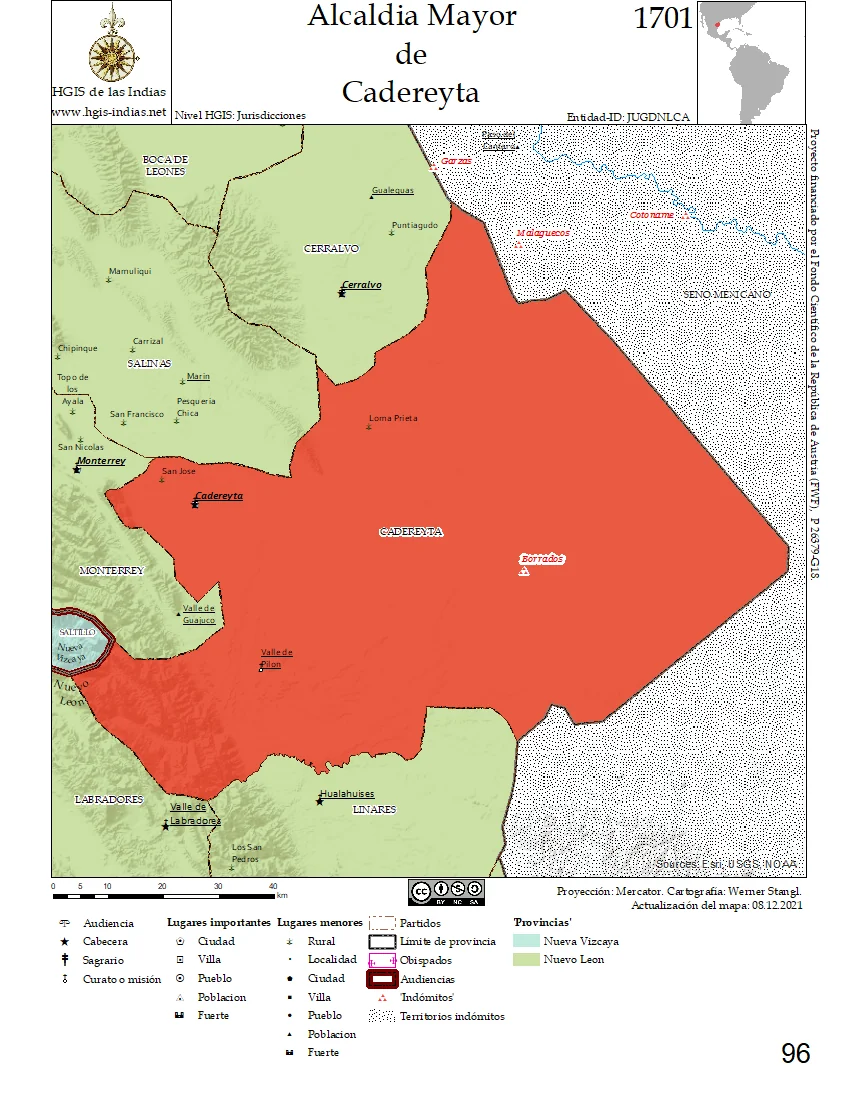 Alcaldia Mayor
de
Cadereyta
1701
HGIS de las Indias
www.hgis-indias.net
Nivel HGIS: Jurisdicciones
Entidad-ID: JUGDNLCA
BOCA DE
LEONES
Gualeguas
Puntiagudo
CERRALVO
Cerralvo
Garzas
Malaguecos
Cotoname
SENO MEXICANO
Mamuliqui
Carrizal
Chipinque
SALINAS
Topo de
los
Ayala
Marin
Pesqueria
Chica
San Francisco
San Nicolas
Monterrey
San Jose
Cadereyta
Loma Prieta
CADEREYTA
Borrados
MONTERREY
Valle de
Guajuco
SALTILLO
Nueva
Vizcaya
Nuevo
Leon
Valle de
Pilon
LABRADORES
Valle de
Labradores
Hualahuises
LINARES
Los San
Pedros
Sources: Esri, USGS, NOAA
Proyecto financiado por el Fondo Científico de la República de Austria (FWF), P 26379-G18.
0 5 10 20 30 40
km
cc
BY NC SA
Proyección: Mercator. Cartografía: Werner Stangl.
Actualización del mapa: 08.12.2021
Audiencia
Cabecera
Sagrario
Curato o misión
Lugares importantes
Ciudad
Villa
Pueblo
Poblacion
Fuerte
Lugares menores
Rural
Localidad
Ciudad
Villa
Pueblo
Poblacion
Fuerte
Partidos
Límite de provincia
Obispados
Audiencias
'Indómitos'
Territorios indómitos
'Provincias'
Nueva Vizcaya
Nuevo Leon
96